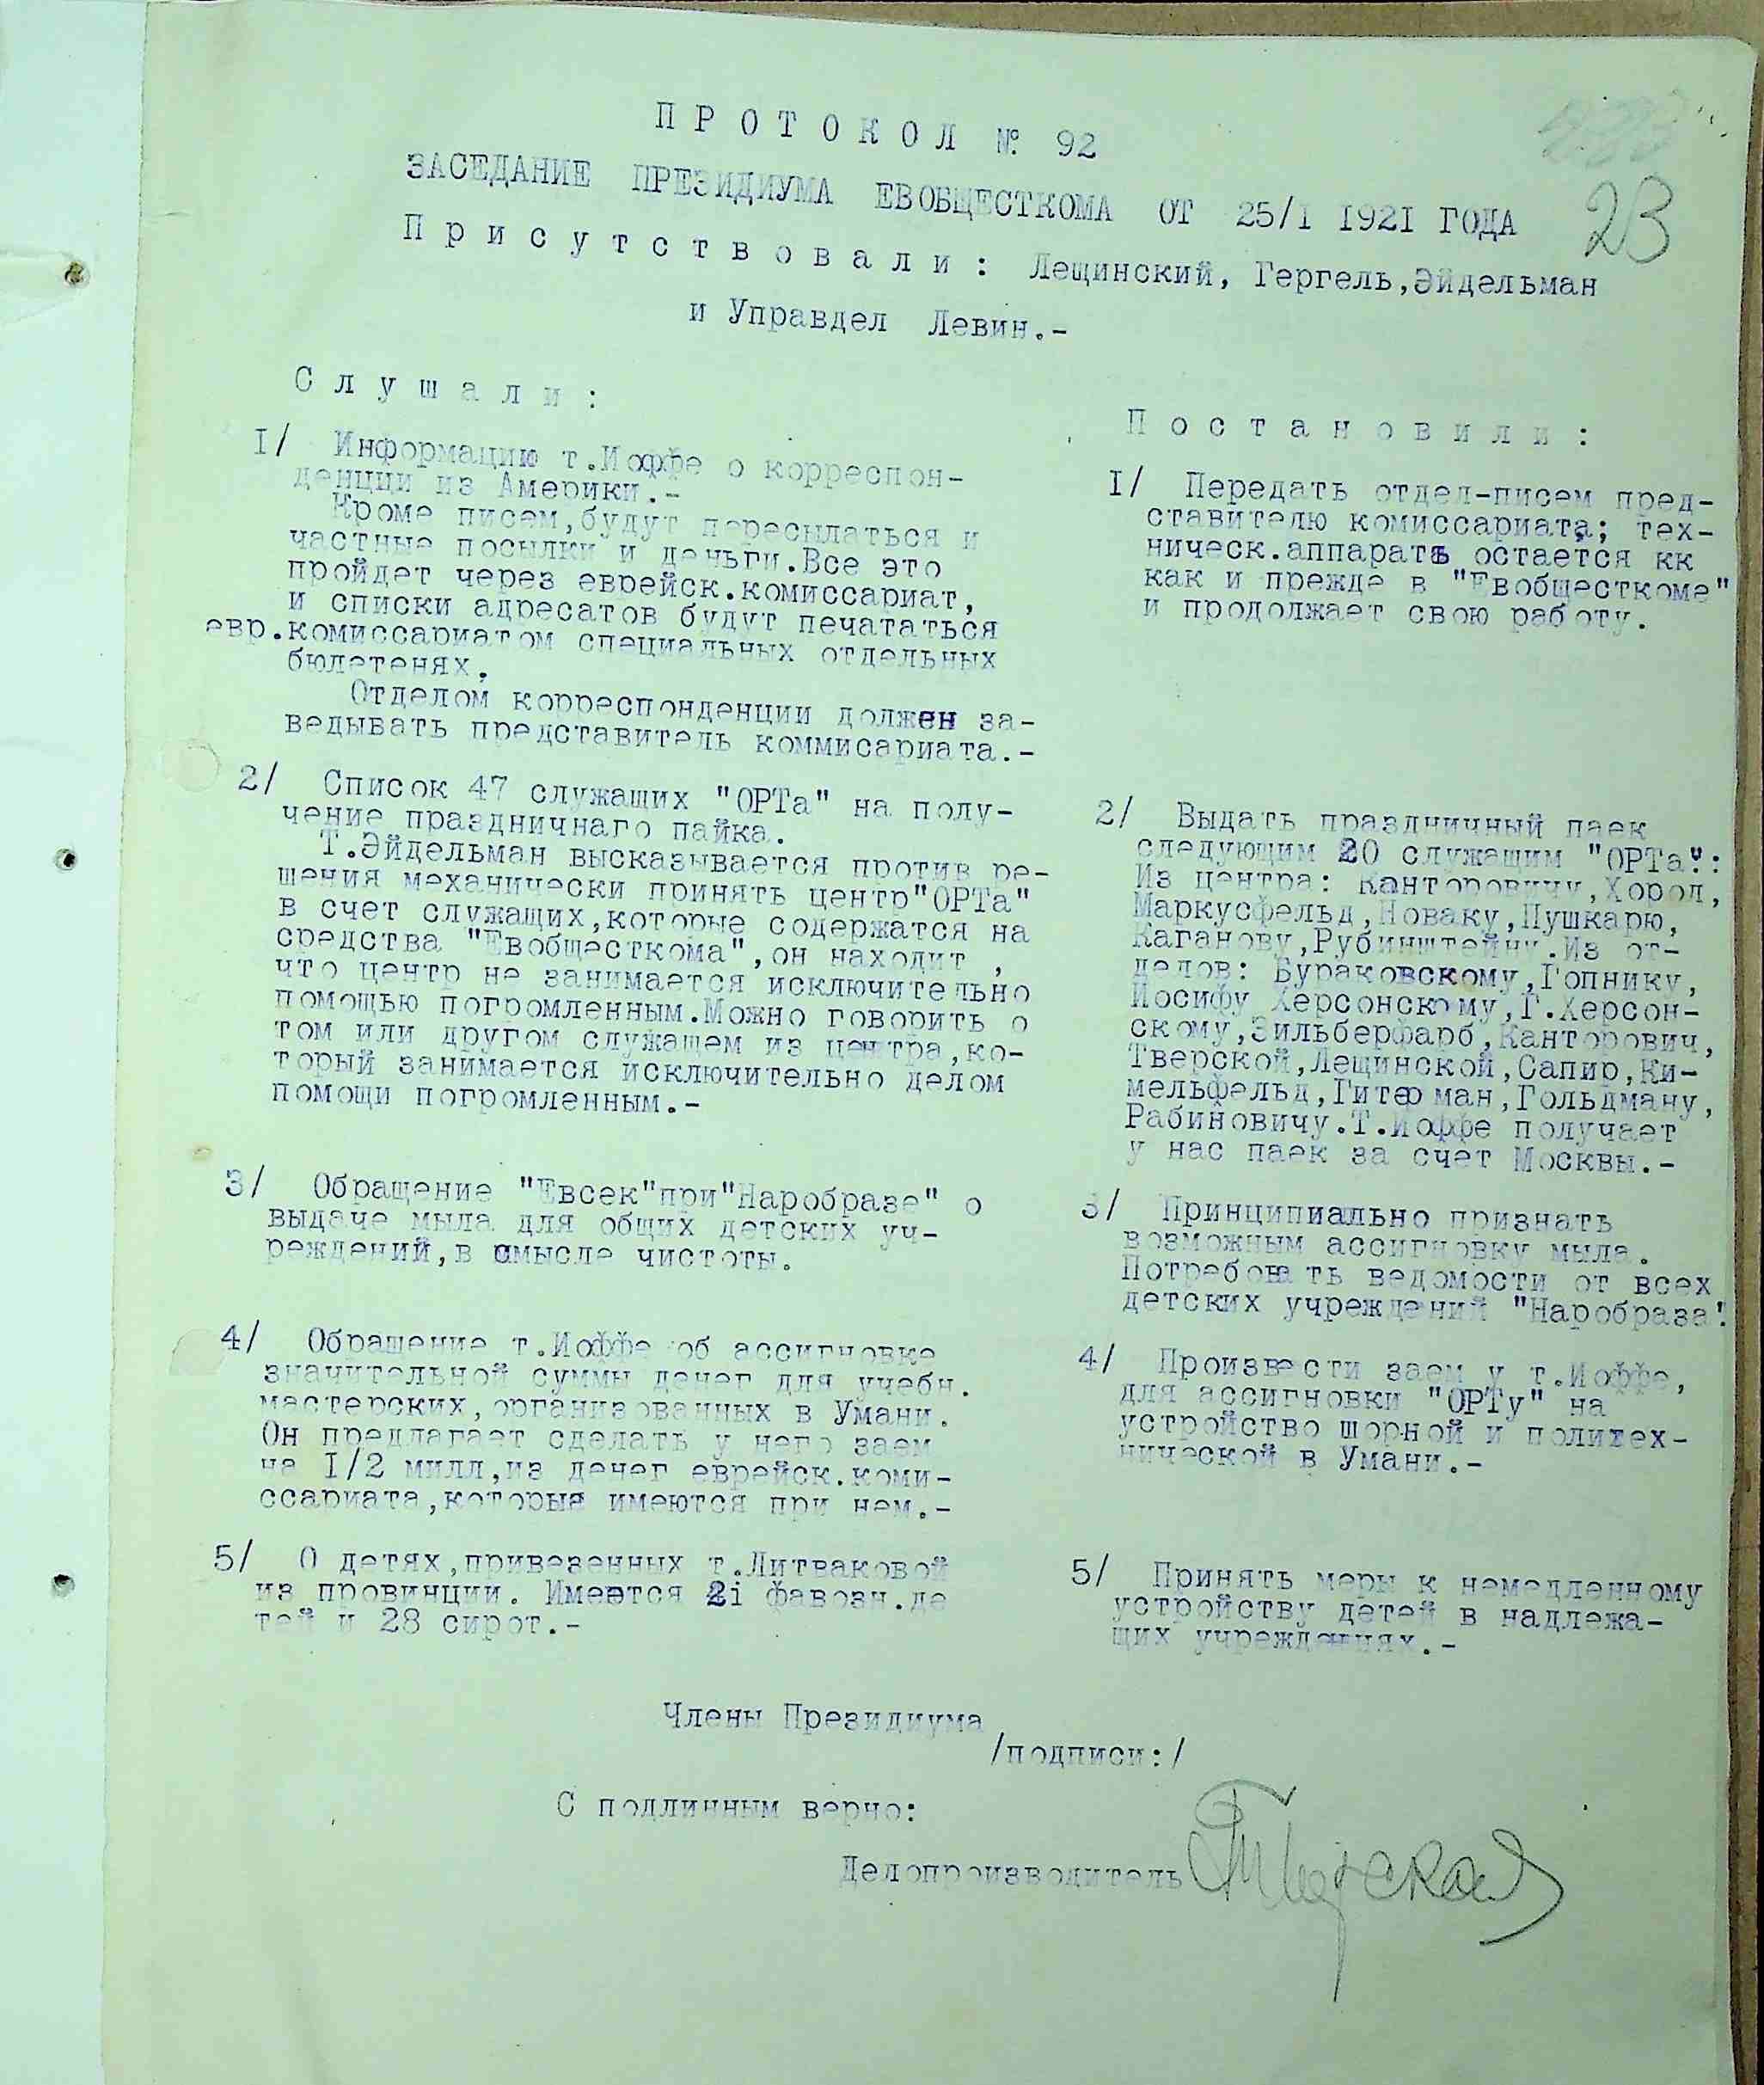 П Р О Т О К О Л № 92
23
ЗАСЕДАНИЕ ПРЕЗИДИУМА ЕВОБЩЕСТКОМА ОТ 25/I I92I ГОДА
П р и с у т с т в о в а л и : Лещинский, Гергель,Эйдельман
и Управдел Левин.-
С л у ш а л и :
I/ Информацию т.Иоффе о корреспон-
денции из Америки.-
Кроме писем,будут пересылаться и
частные посылки и деньги.Все это
пройдет через еврейск.комиссариат,
и списки адресатов будут печататься
евр.комиссариатом специальных отдельных
бюлетенях.
Отделом корреспонденции должен за-
ведывать представитель коммисариата.-
2/ Список 47 служащих "ОРТа" на полу-
чение праздничнаго пайка.
Т.Эйдельман высказывается против ре-
шения механически принять центр"ОРТа"
в счет служащих,которые содержатся на
средства "Евобщесткома",он находит ,
что центр не занимается исключительно
помощью погромленным.Можно говорить о
том или другом служащем из центра,ко-
торый занимается исключительно делом
помощи погромленным.-
3/ Обращение "Евсек"при"Наробразе" о
выдаче мыла для общих детских уч-
реждений,в смысле чистоты.
4/ Обращение т.Иоффе об ассигновке
значительной суммы денег для учебн.
мастерских,организованных в Умани.
Он предлагает сделать у него заем
на I/2 милл,из денег еврейск.коми-
ссариата,которые имеются при нем.-
5/ О детях,привезенных т.Литваковой
из провинции. Имеются 2i фавозн.де
тей и 28 сирот.-
П о с т а н о в и л и :
I/ Передать отдел-писем пред-
ставителю комиссариата; тех-
ническ.аппаратъ остается кк
как и прежде в "Евобщесткоме"
и продолжает свою работу.
2/ Выдать праздничный паек
следующим 20 служащим "ОРТа":
Из центра: Канторовичу,Хорол,
Маркусфельд,Новаку,Пушкарю,
Каганову,Рубинштейну.Из от-
делов: Бураковскому,Гопнику,
Иосифу Херсонскому,Г.Херсон-
скому,Зильберфарб,Канторович,
Тверской,Лещинской,Сапир,Ки-
мельфельд,Гитерман,Гольдману,
Рабиновичу.Т.Иоффе получает
у нас паек за счет Москвы.-
3/ Принципиально признать
возможным ассигновку мыла.
Потребовать ведомости от всех
детских учреждений "Наробраза"
4/ Произвести заем у т.Иоффе,
для ассигновки "ОРТу" на
устройство шорной и политех-
нической в Умани.-
5/ Принять меры к немедленному
устройству детей в надлежа-
щих учреждениях.-
Члены Президиума
/подписи:/
С подлинным верно:
Делопроизводитель Тверская